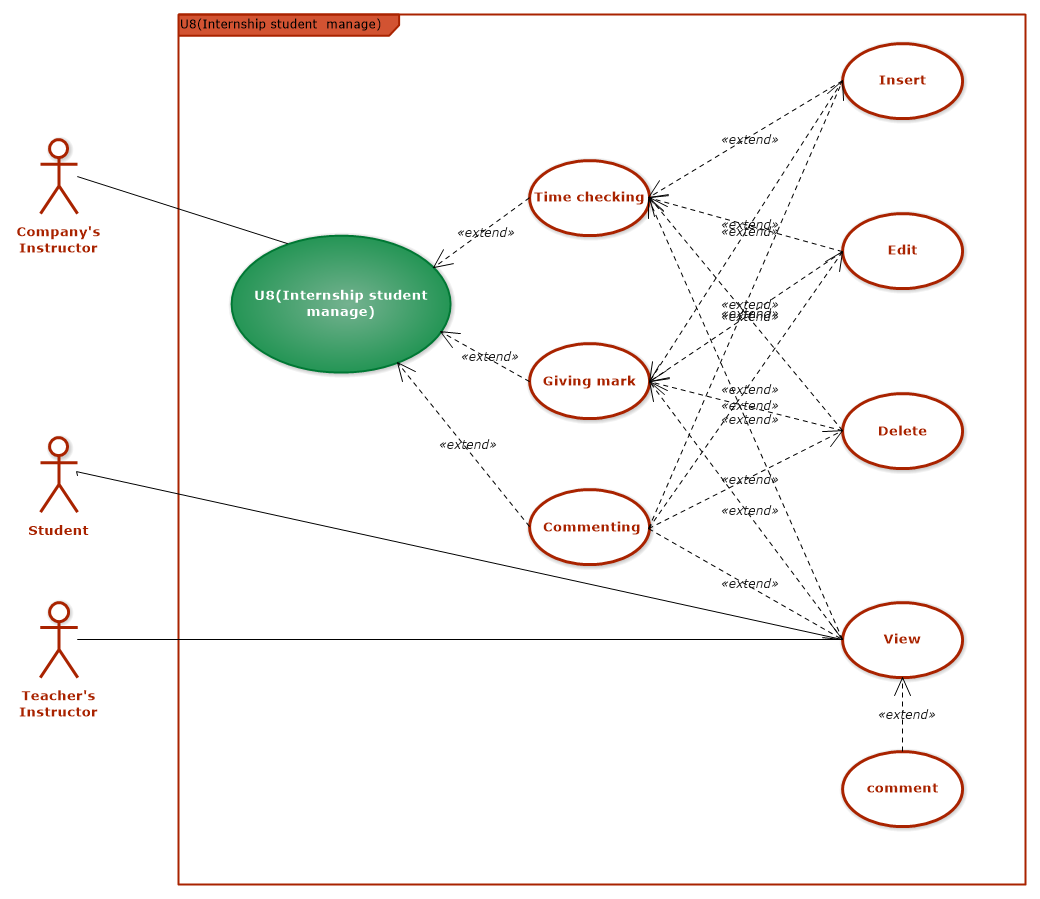 U8(Internship student  manage)
Insert
Company's
Instructor
Time checking
«extend»
«extend»
Edit
«extend»
«extend»
U8(Internship student
manage)
«extend»
«extend»
«extend»
«extend»
Giving mark
«extend»
«extend»
«extend»
Delete
«extend»
«extend»
«extend»
Student
Commenting
«extend»
View
Teacher's
Instructor
«extend»
comment